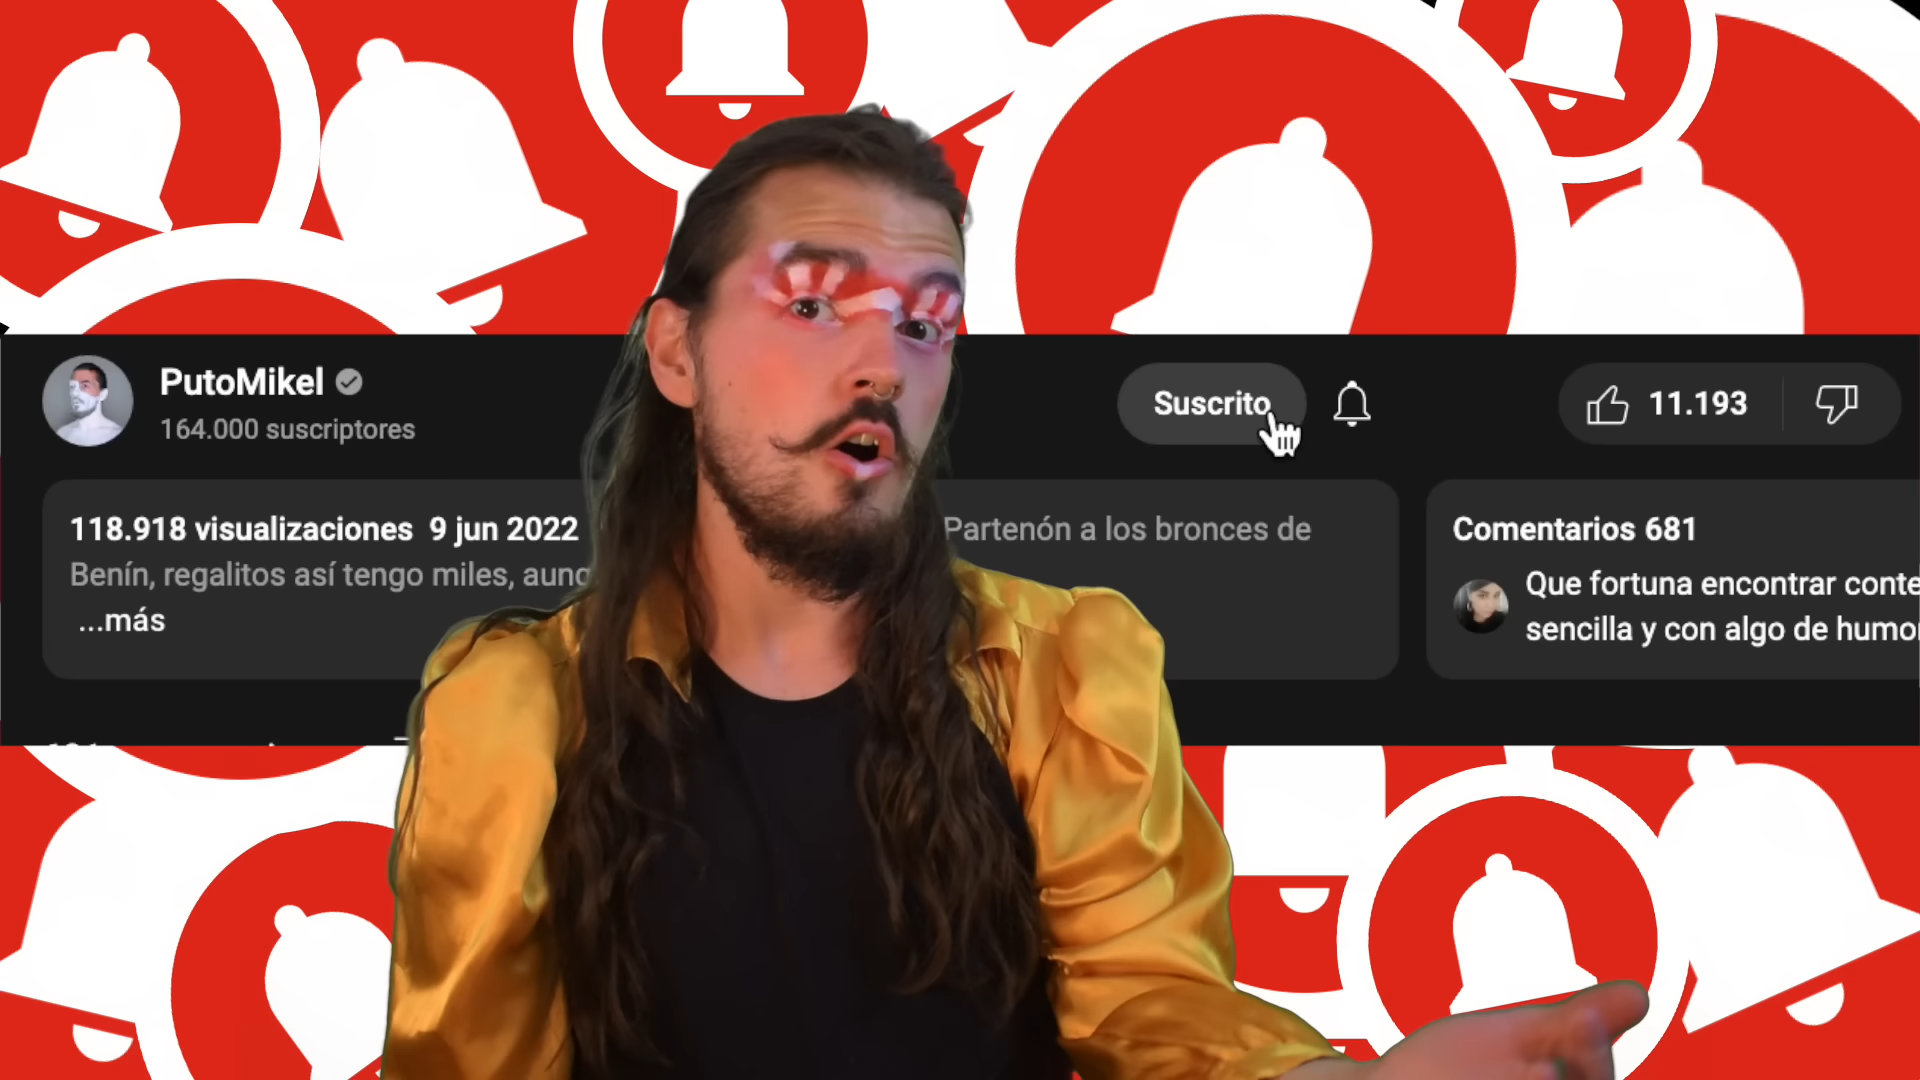 PutoMikel
164.000 suscriptores
Suscrito
11.193
118.918 visualizaciones 9 jun 2022
Partenón a los bronces de
Benín, regalitos así tengo miles,
...más
Comentarios 681
Que fortuna encontrar
sencilla y con algo de